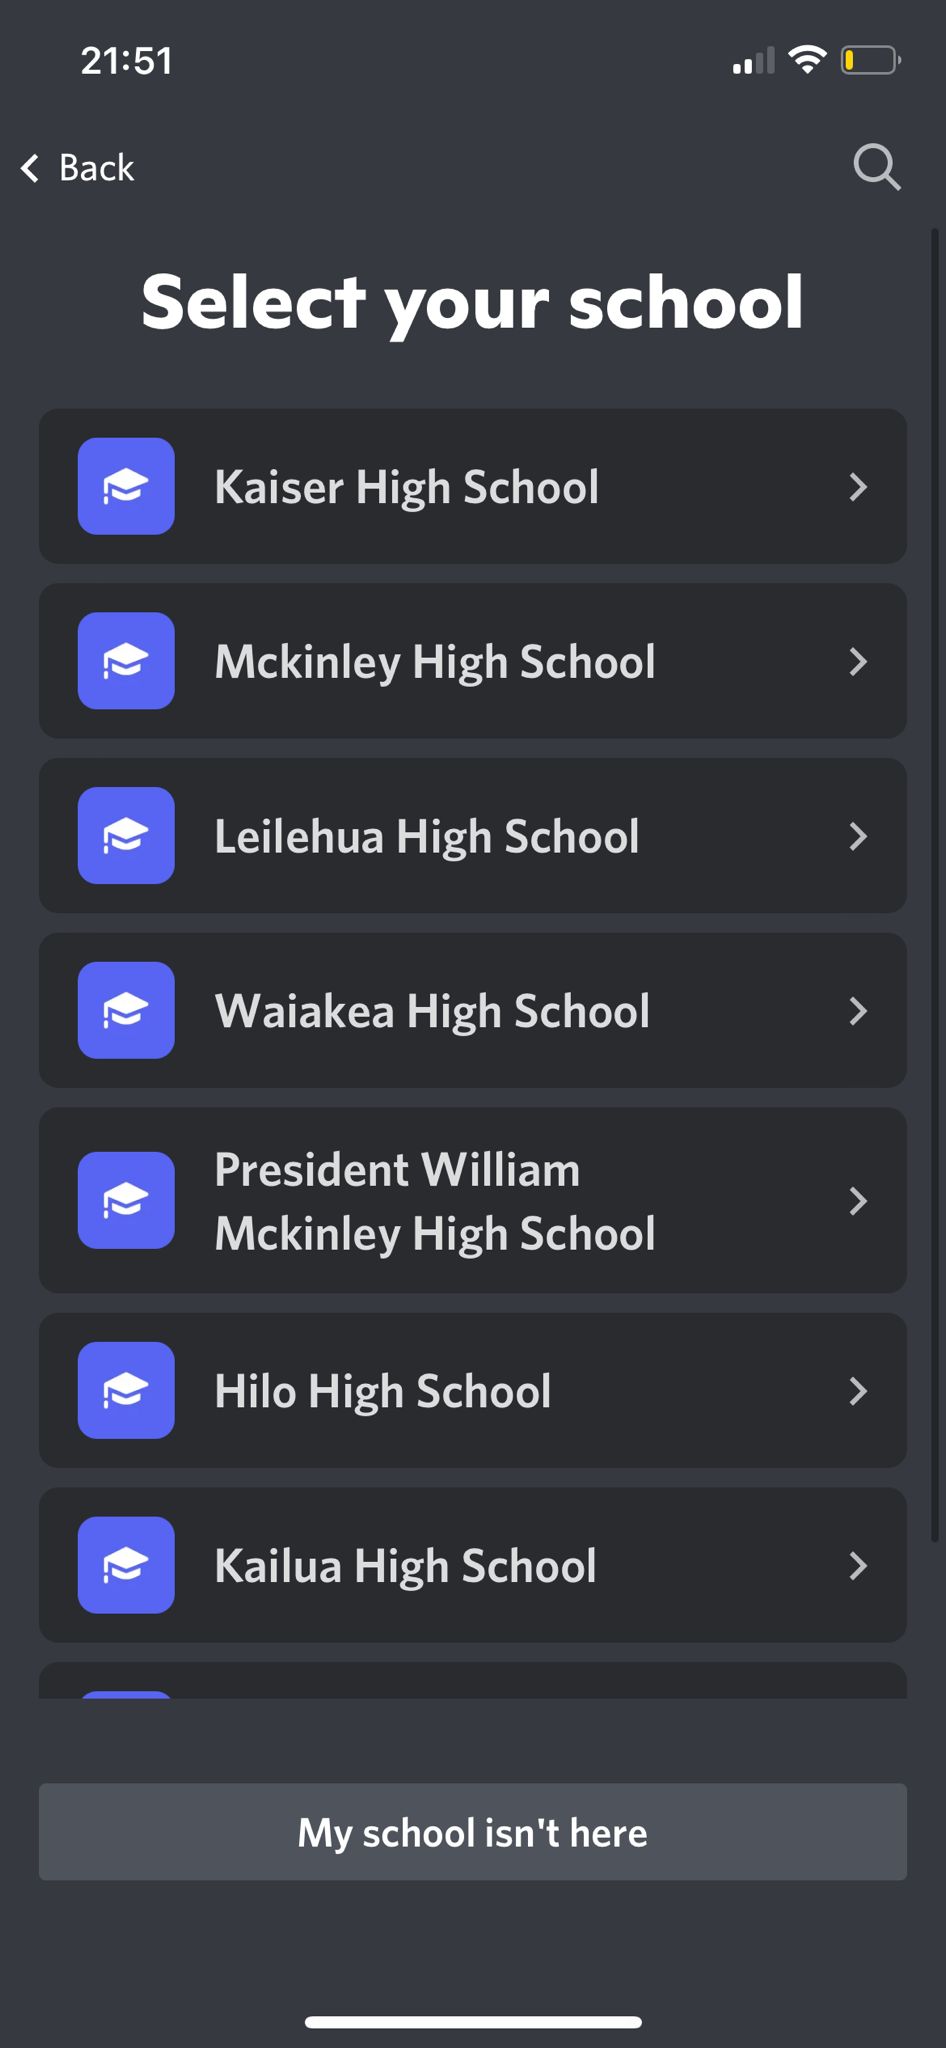 21:51
Back
Select your school
Kaiser High School
Mckinley High School
Leilehua High School
Waiakea High School
President William
Mckinley High School
Hilo High School
Kailua High School
My school isn't here